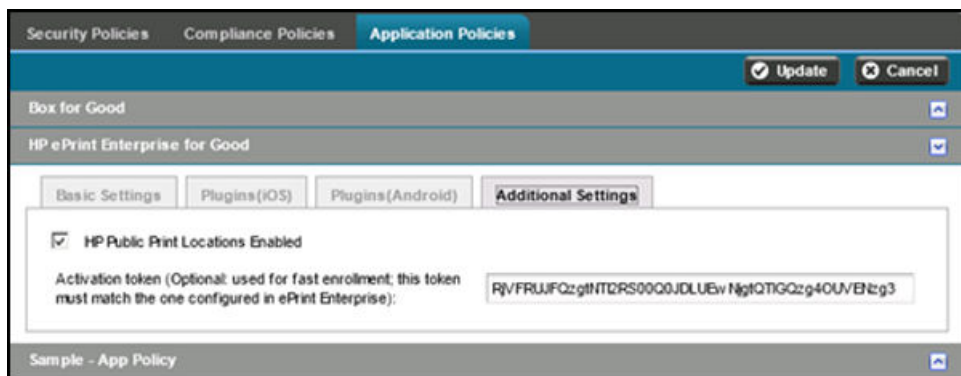 Security Policies Compliance Policies Application Policies
Update Cancel
Box for Good
HP ePrint Enterprise for Good
Basic Settings Plugins(iOS) Plugins(Android) Additional Settings
HP Public Print Locations Enabled
Activation token (Optional: used for fast enrollment; this token
must match the one configured in ePrint Enterprise):
Sample - App Policy